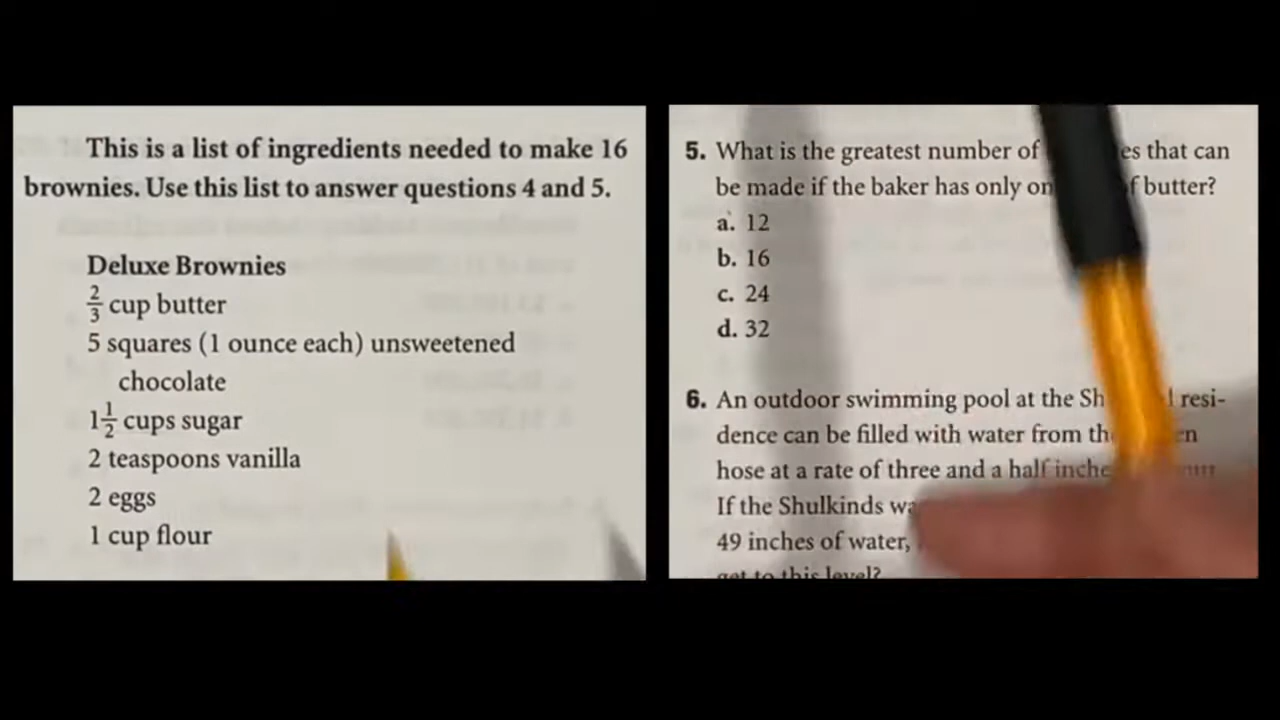 This is a list of ingredients needed to make 16
brownies. Use this list to answer questions 4 and 5.
Deluxe Brownies
2/3 cup butter
5 squares (1 ounce each) unsweetened
chocolate
1 1/2 cups sugar
2 teaspoons vanilla
2 eggs
1 cup flour
5. What is the greatest number of es that can
be made if the baker has only on f butter?
a. 12
b. 16
c. 24
d. 32
6. An outdoor swimming pool at the Sh l resi-
dence can be filled with water from th en
hose at a rate of three and a half inche
If the Shulkinds wa
49 inches of water,
get to this level?